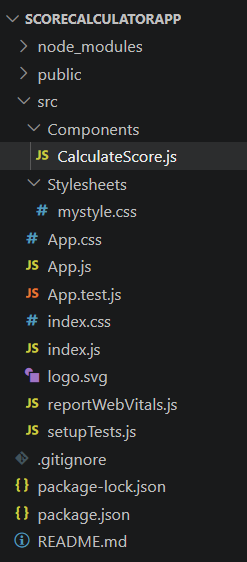 SCORECALCULATORAPP
node_modules
public
src
Components
JS CalculateScore.js
Stylesheets
# mystyle.css
# App.css
JS App.js
JS App.test.js
# index.css
JS index.js
logo.svg
JS reportWebVitals.js
JS setupTests.js
.gitignore
{} package-lock.json
{} package.json
README.md